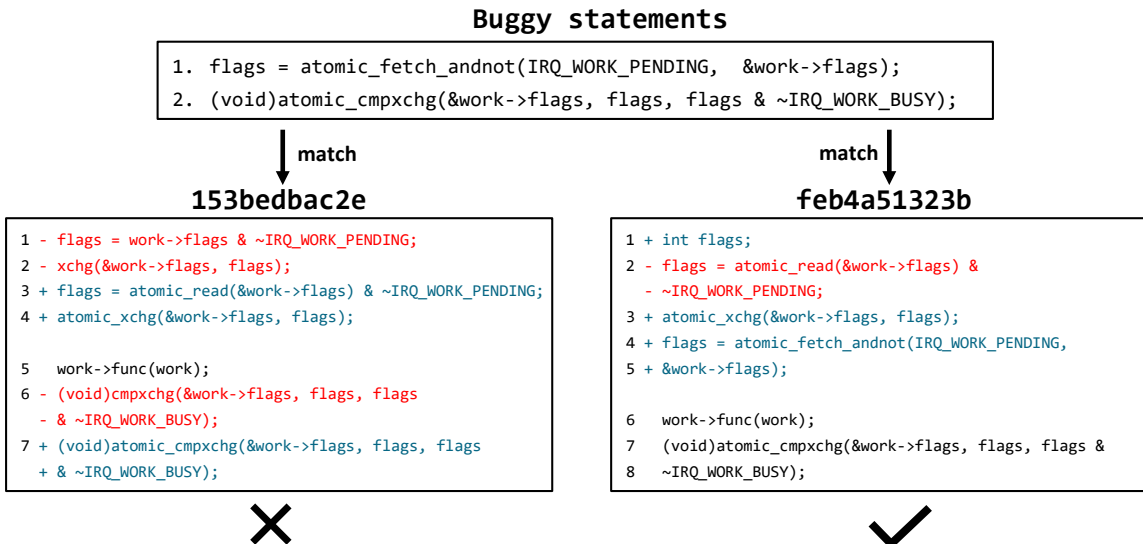 Buggy statements
1. flags = atomic_fetch_andnot(IRQ_WORK_PENDING, &work->flags);
2. (void)atomic_cmpxchg(&work->flags, flags, flags & ~IRQ_WORK_BUSY);
match
match
153bedbac2e
1 - flags = work->flags & ~IRQ_WORK_PENDING;
2 - xchg(&work->flags, flags);
3 + flags = atomic_read(&work->flags) & ~IRQ_WORK_PENDING;
4 + atomic_xchg(&work->flags, flags);
5 work->func(work);
6 - (void)cmpxchg(&work->flags, flags, flags
- & ~IRQ_WORK_BUSY);
7 + (void)atomic_cmpxchg(&work->flags, flags, flags
+ & ~IRQ_WORK_BUSY);
feb4a51323b
1 + int flags;
2 - flags = atomic_read(&work->flags) &
- ~IRQ_WORK_PENDING;
3 + atomic_xchg(&work->flags, flags);
4 + flags = atomic_fetch_andnot(IRQ_WORK_PENDING,
5 + &work->flags);
6 work->func(work);
7 (void)atomic_cmpxchg(&work->flags, flags, flags &
8 ~IRQ_WORK_BUSY);